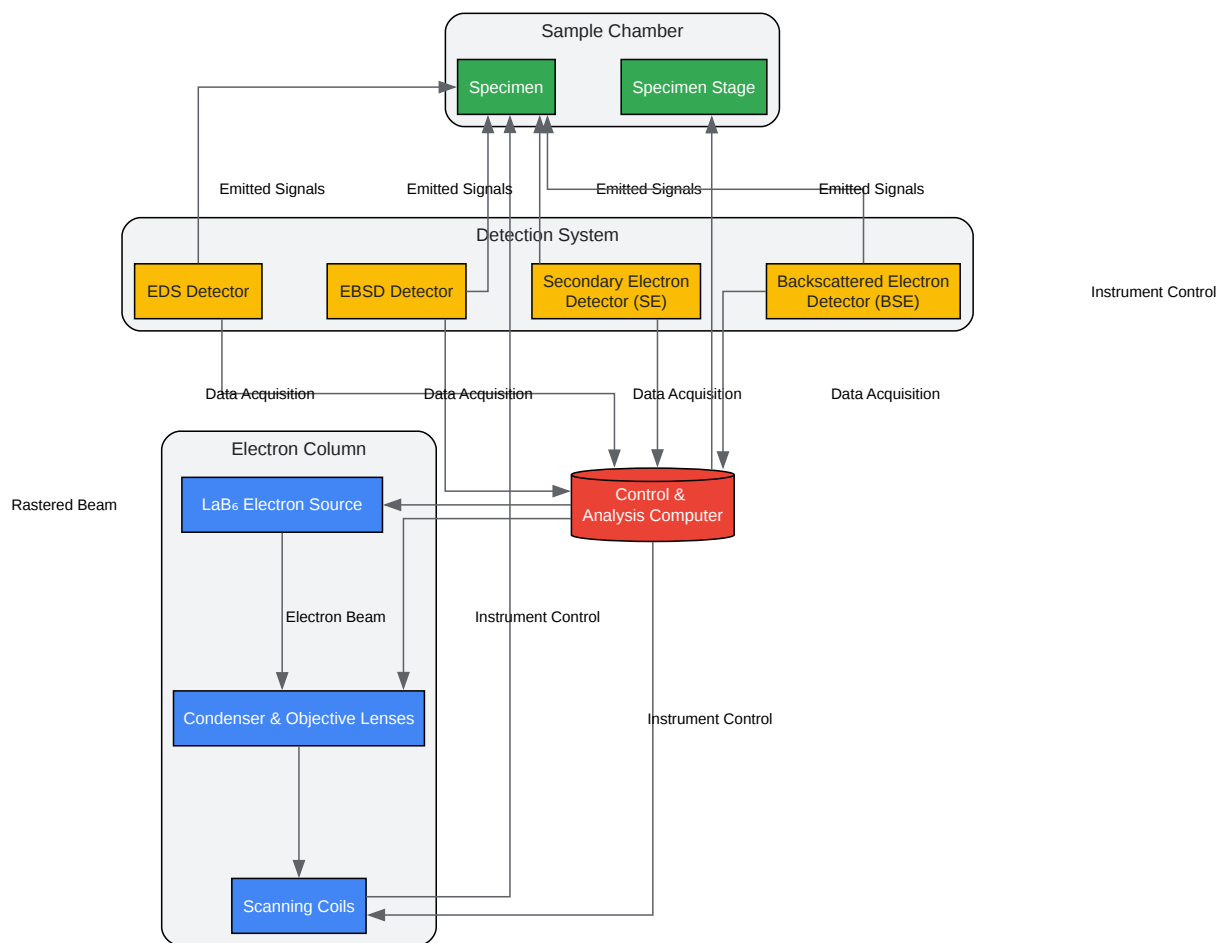 Sample Chamber
Specimen
Specimen Stage
Emitted Signals
Emitted Signals
Emitted Signals
Emitted Signals
Detection System
EDS Detector
EBSD Detector
Secondary Electron
Detector (SE)
Backscattered Electron
Detector (BSE)
Instrument Control
Data Acquisition
Data Acquisition
Data Acquisition
Data Acquisition
Electron Column
LaB₆ Electron Source
Rastered Beam
Control &
Analysis Computer
Electron Beam
Instrument Control
Condenser & Objective Lenses
Instrument Control
Scanning Coils